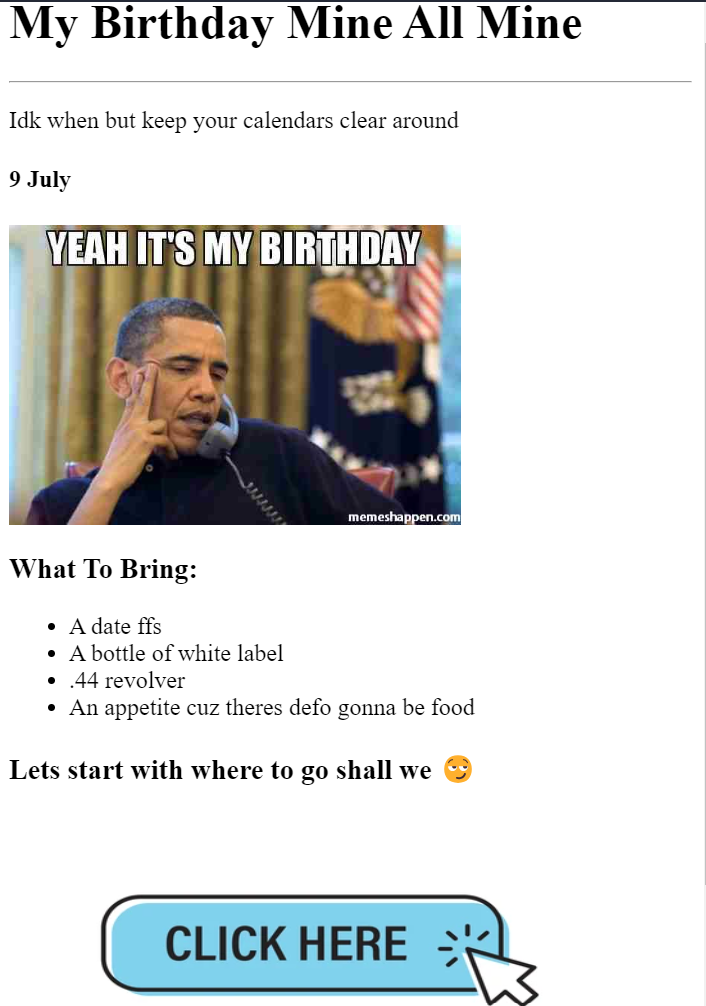 My Birthday Mine All Mine
Idk when but keep your calendars clear around
9 July
YEAH IT'S MY BIRTHDAY
memeshappen.com
What To Bring:
• A date ffs
• A bottle of white label
• .44 revolver
• An appetite cuz theres defo gonna be food
Lets start with where to go shall we 😏
CLICK HERE